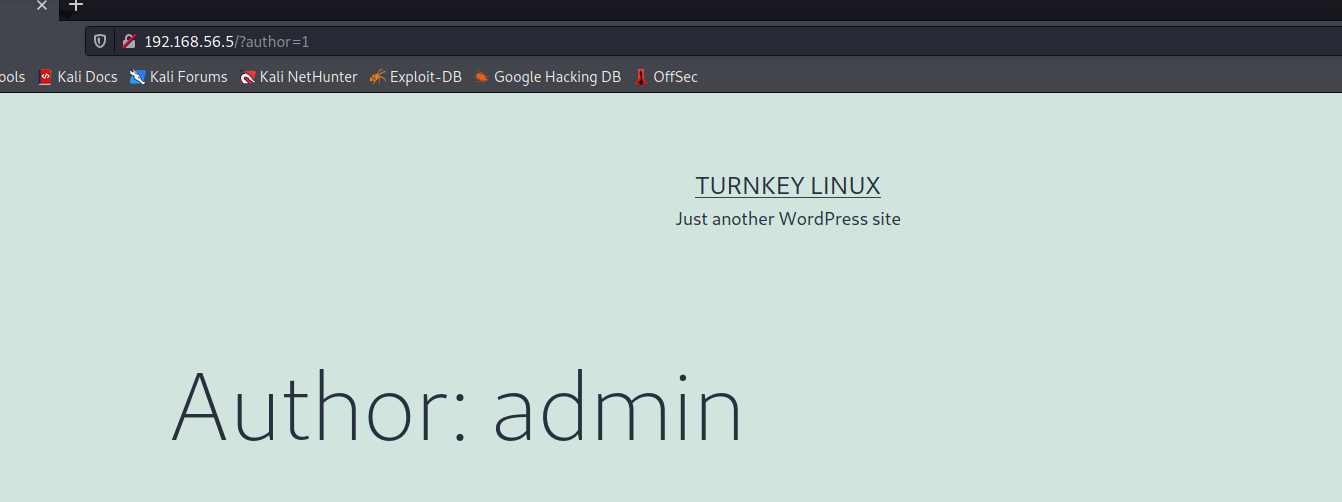 192.168.56.5/?author=1
ools Kali Docs Kali Forums Kali NetHunter Exploit-DB Google Hacking DB OffSec
TURNKEY LINUX
Just another WordPress site
Author: admin